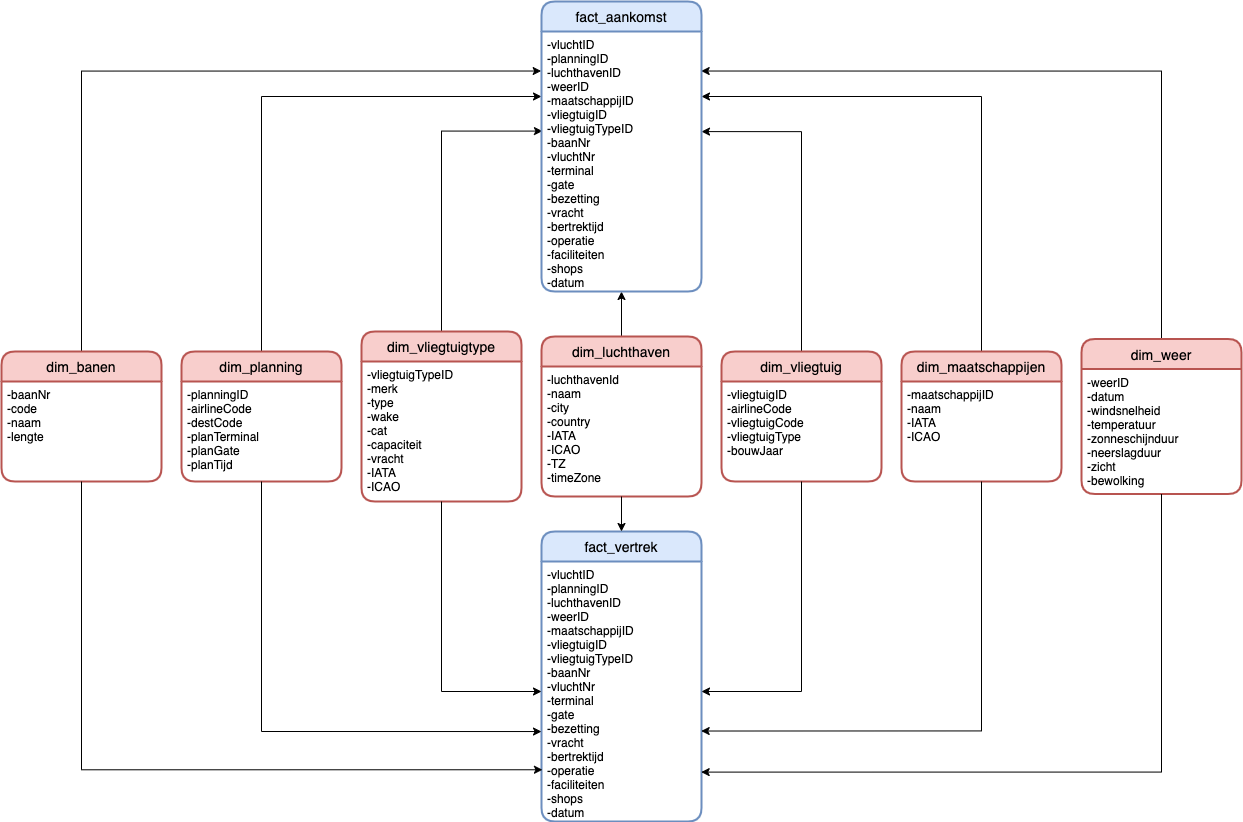 fact_aankomst
-vluchtID
-planningID
-luchthavenID
-weerID
-maatschappijID
-vliegtuigID
-vliegtuigTypeID
-baanNr
-vluchtNr
-terminal
-gate
-bezetting
-vracht
-bertrektijd
-operatie
-faciliteiten
-shops
-datum
dim_banen
-baanNr
-code
-naam
-lengte
dim_planning
-planningID
-airlineCode
-destCode
-planTerminal
-planGate
-planTijd
dim_vliegtuigtype
-vliegtuigTypeID
-merk
-type
-wake
-cat
-capaciteit
-vracht
-IATA
-ICAO
dim_luchthaven
-luchthavenId
-naam
-city
-country
-IATA
-ICAO
-TZ
-timeZone
dim_vliegtuig
-vliegtuigID
-airlineCode
-vliegtuigCode
-vliegtuigType
-bouwJaar
dim_maatschappijen
-maatschappijID
-naam
-IATA
-ICAO
dim_weer
-weerID
-datum
-windsnelheid
-temperatuur
-zonneschijnduur
-neerslagduur
-zicht
-bewolking
fact_vertrek
-vluchtID
-planningID
-luchthavenID
-weerID
-maatschappijID
-vliegtuigID
-vliegtuigTypeID
-baanNr
-vluchtNr
-terminal
-gate
-bezetting
-vracht
-bertrektijd
-operatie
-faciliteiten
-shops
-datum